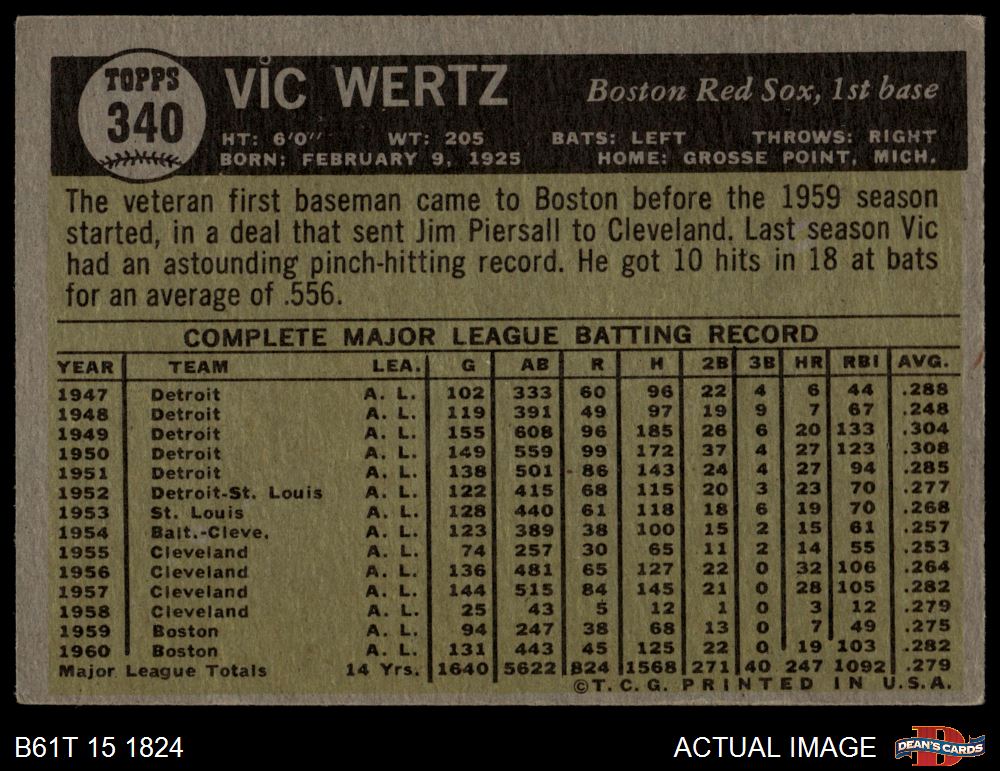 TOPPS
340
VIC WERTZ
Boston Red Sox, 1st base
HT: 6'0" WT: 205 BATS: LEFT THROWS: RIGHT
BORN: FEBRUARY 9, 1925 HOME: GROSSE POINT, MICH.
The veteran first baseman came to Boston before the 1959 season
started, in a deal that sent Jim Piersall to Cleveland. Last season Vic
had an astounding pinch-hitting record. He got 10 hits in 18 at bats
for an average of .556.
COMPLETE MAJOR LEAGUE BATTING RECORD
YEAR TEAM LEA. G AB R H 2B 3B HR RBI AVG.
1947 Detroit A. L. 102 333 60 96 22 4 6 44 .288
1948 Detroit A. L. 119 391 49 97 19 9 7 67 .248
1949 Detroit A. L. 155 608 96 185 26 6 20 133 .304
1950 Detroit A. L. 149 559 99 172 37 4 27 123 .308
1951 Detroit A. L. 138 501 86 143 24 4 27 94 .285
1952 Detroit-St. Louis A. L. 122 415 68 115 20 3 23 70 .277
1953 St. Louis A. L. 128 440 61 118 18 6 19 70 .268
1954 Balt.-Cleve. A. L. 123 389 38 100 15 2 15 61 .257
1955 Cleveland A. L. 74 257 30 65 11 2 14 55 .253
1956 Cleveland A. L. 136 481 65 127 22 0 32 106 .264
1957 Cleveland A. L. 144 515 84 145 21 0 28 105 .282
1958 Cleveland A. L. 25 43 5 12 1 0 3 12 .279
1959 Boston A. L. 94 247 38 68 13 0 7 49 .275
1960 Boston A. L. 131 443 45 125 22 0 19 103 .282
Major League Totals 14 Yrs. 1640 5622 824 1568 271 40 247 1092 .279
©T. C. G. PRINTED IN U.S.A.
B61T 15 1824
ACTUAL IMAGE
DEAN'S CARDS